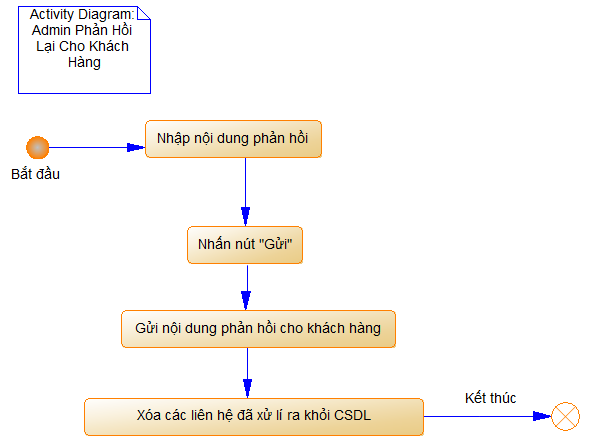 Activity Diagram:
Admin Phản Hồi
Lại Cho Khách
Hàng
Nhập nội dung phản hồi
Bắt đầu
Nhấn nút "Gửi"
Gửi nội dung phản hồi cho khách hàng
Xóa các liên hệ đã xử lí ra khỏi CSDL
Kết thúc